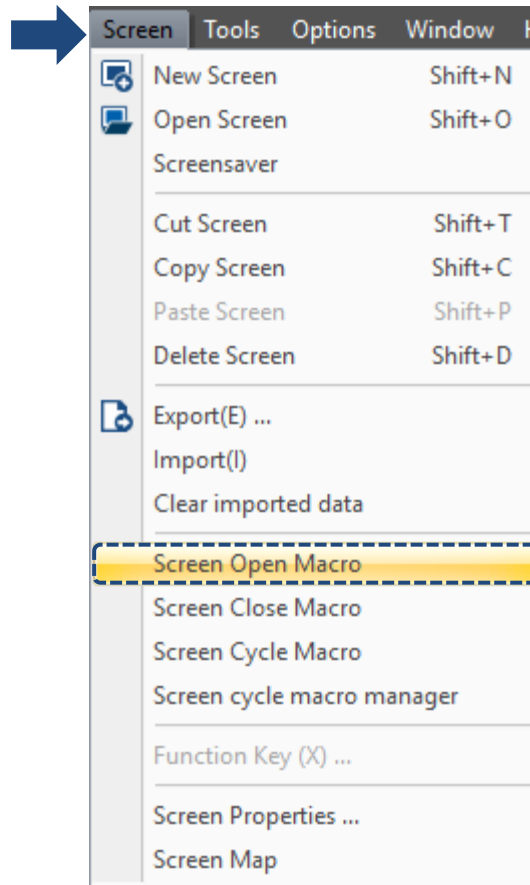 Screen Tools Options Window H
New Screen Shift+N
Open Screen Shift+O
Screensaver
Cut Screen Shift+T
Copy Screen Shift+C
Paste Screen Shift+P
Delete Screen Shift+D
Export(E) ...
Import(I)
Clear imported data
Screen Open Macro
Screen Close Macro
Screen Cycle Macro
Screen cycle macro manager
Function Key (X) ...
Screen Properties ...
Screen Map